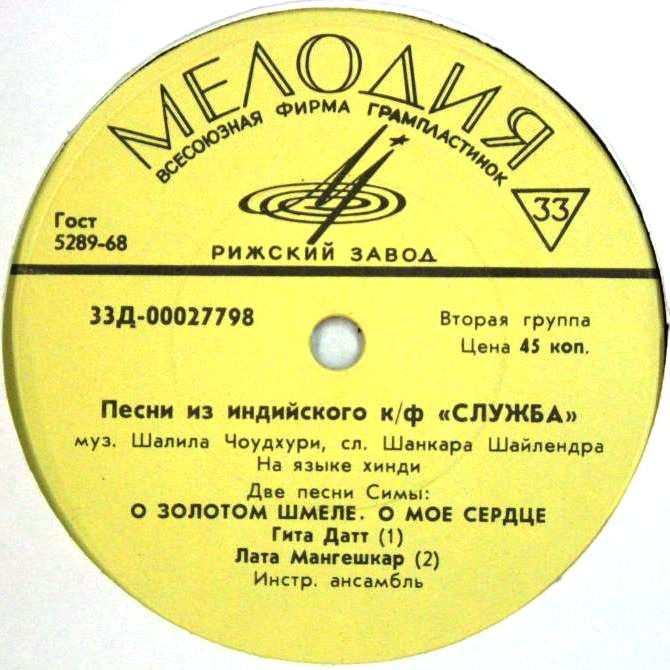 МЕЛОДИЯ
ВСЕСОЮЗНАЯ ФИРМА ГРАМПЛАСТИНОК
33
Гост
5289-68
РИЖСКИЙ ЗАВОД
33Д-00027798
Вторая группа
Цена 45 коп.
Песни из индийского к/ф «СЛУЖБА»
муз. Шалила Чоудхури, сл. Шанкара Шайлендра
На языке хинди
Две песни Симы:
О ЗОЛОТОМ ШМЕЛЕ. О МОЕ СЕРДЦЕ
Гита Датт (1)
Лата Мангешкар (2)
Инстр. ансамбль